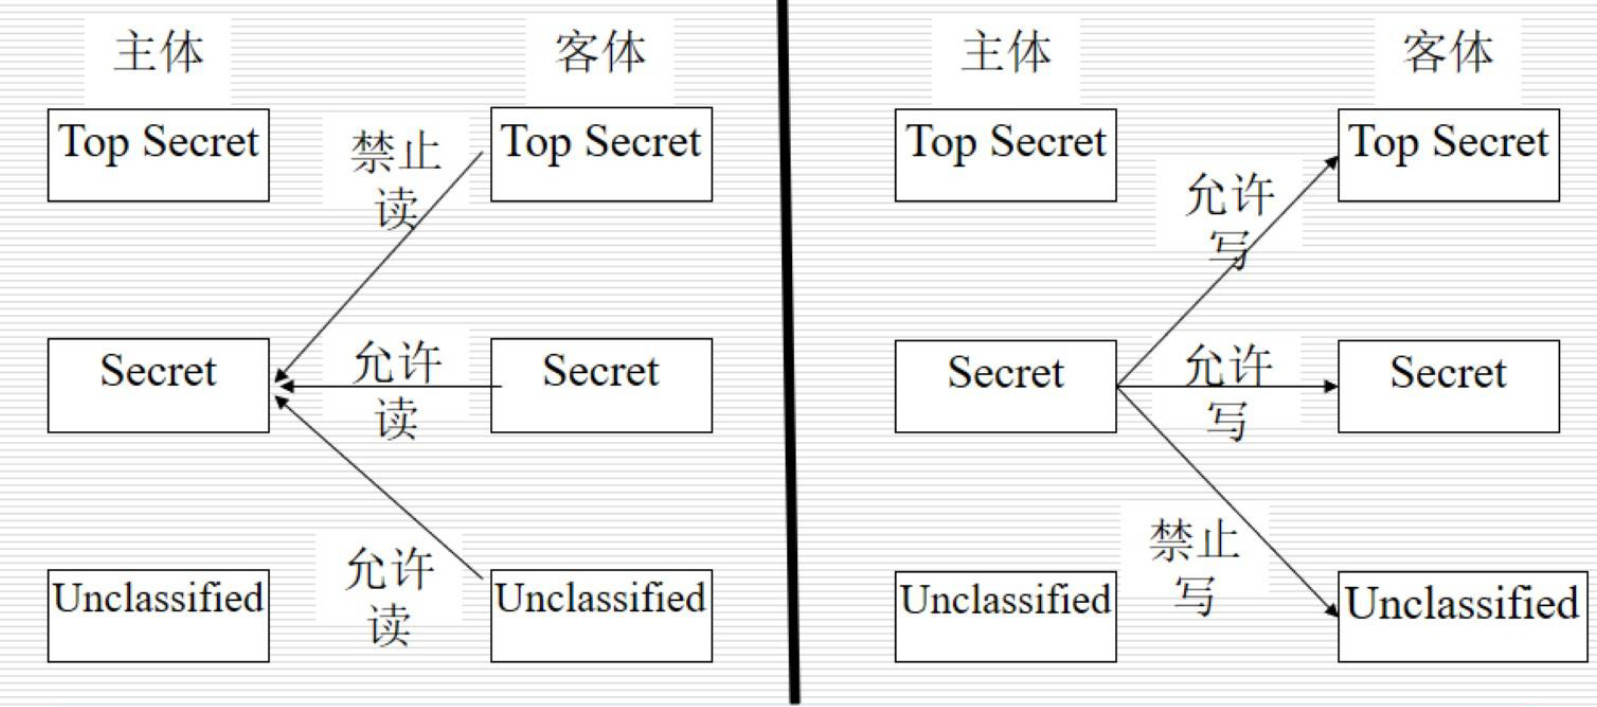 主体
客体
Top Secret
禁止
读
Top Secret
Secret
允许
读
Secret
Unclassified
允许
读
Unclassified
主体
客体
Top Secret
允许
写
Top Secret
Secret
允许
写
Secret
禁止
写
Unclassified
Unclassified